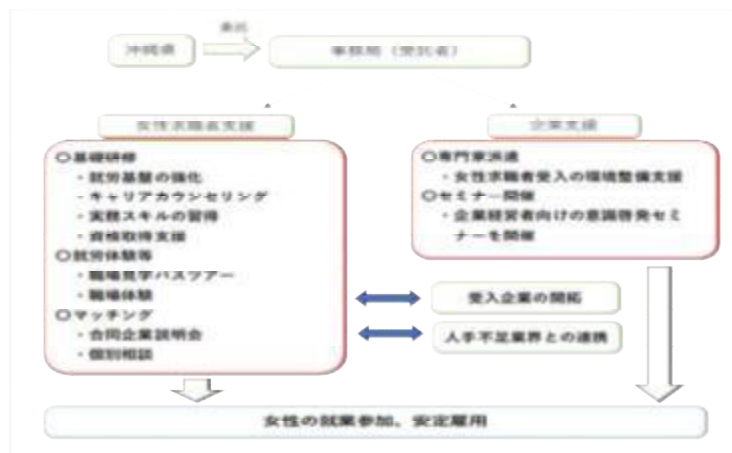 委託
沖縄県
事務局(受託者)
女性求職者支援
企業支援
〇基礎研修
・就労基盤の強化
・キャリアカウンセリング
・実務スキルの習得
・資格取得支援
〇就労体験等
・職場見学バスツアー
・職場体験
〇マッチング
・合同企業説明会
・個別相談
〇専門家派遣
・女性求職者受入の環境整備支援
〇セミナー開催
・企業経営者向けの意識啓発セミ
ナーを開催
受入企業の開拓
人手不足業界との連携
女性の就業参加、安定雇用